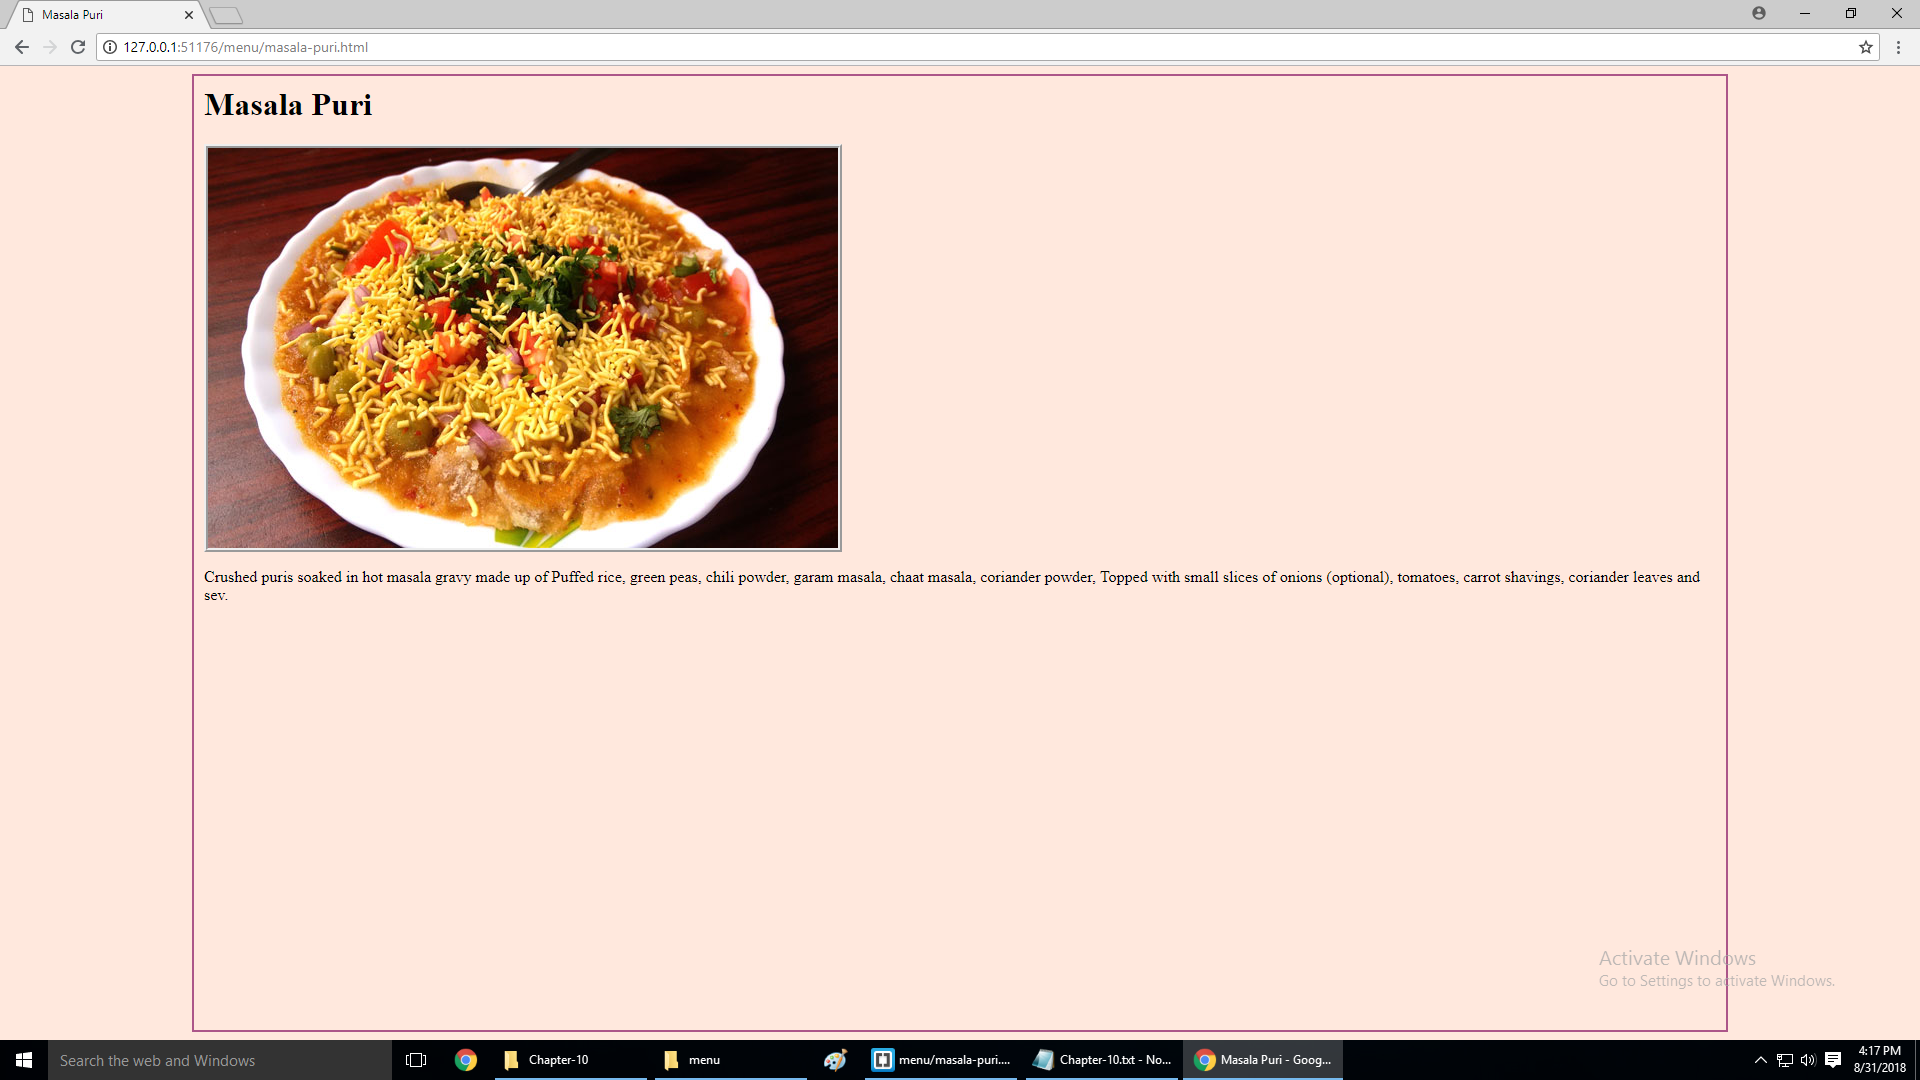 Masala Puri
127.0.0.1:51176/menu/masala-puri.html
Masala Puri
Crushed puris soaked in hot masala gravy made up of Puffed rice, green peas, chili powder, garam masala, chaat masala, coriander powder, Topped with small slices of onions (optional), tomatoes, carrot shavings, coriander leaves and
sev.
Activate Windows
Go to Settings to activate Windows.
Search the web and Windows
Chapter-10
menu
menu/masala-puri....
Chapter-10.txt - No...
Masala Puri - Goog...
4:17 PM
8/31/2018